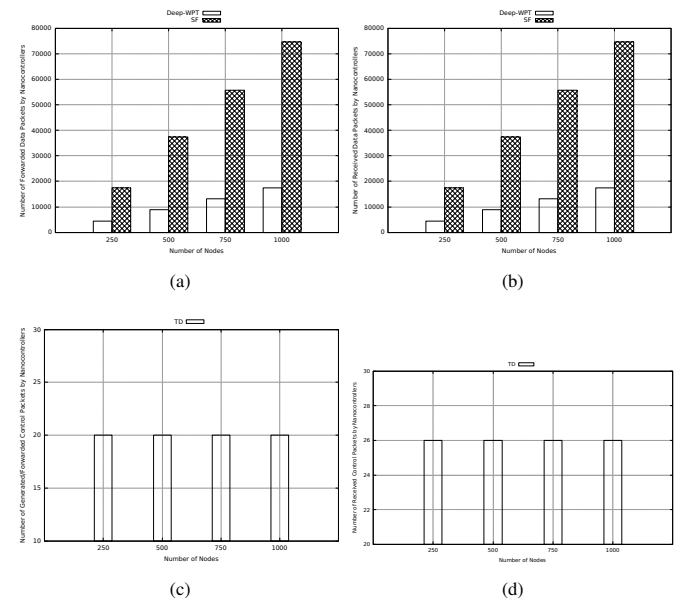 Deep-WPT
SF
Number of Forwarded Data Packets by Nanocontrollers
80000
70000
60000
50000
40000
30000
20000
10000
0
250 500 750 1000
Number of Nodes
(a)
Deep-WPT
SF
Number of Received Data Packets by Nanocontrollers
80000
70000
60000
50000
40000
30000
20000
10000
0
250 500 750 1000
Number of Nodes
(b)
TD
Number of Generated/Forwarded Control Packets by Nanocontrollers
30
25
20
15
10
250 500 750 1000
Number of Nodes
(c)
TD
Number of Received Control Packets by Nanocontrollers
30
28
26
24
22
20
250 500 750 1000
Number of Nodes
(d)